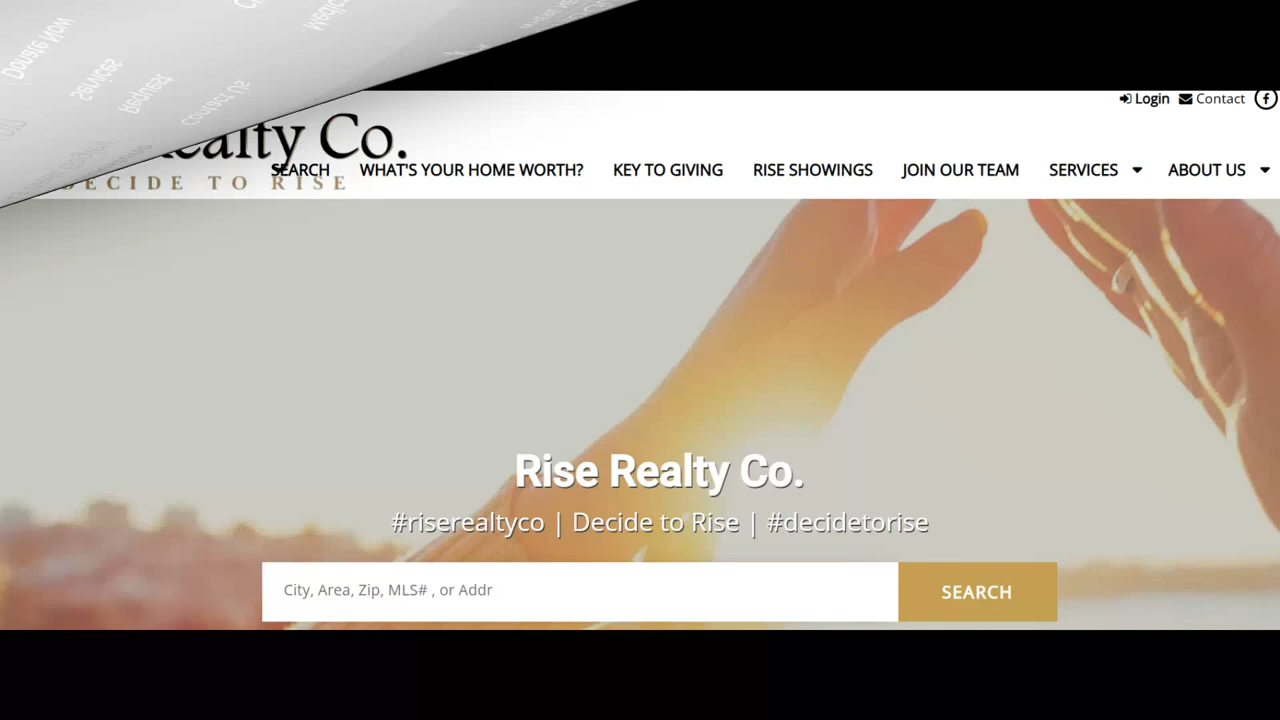 Login Contact
ealty Co.
SEARCH WHAT'S YOUR HOME WORTH? KEY TO GIVING RISE SHOWINGS JOIN OUR TEAM SERVICES ABOUT US
ECIDE TO RISE
Rise Realty Co.
#riserealtyco | Decide to Rise | #decidetorise
City, Area, Zip, MLS# , or Addr
SEARCH